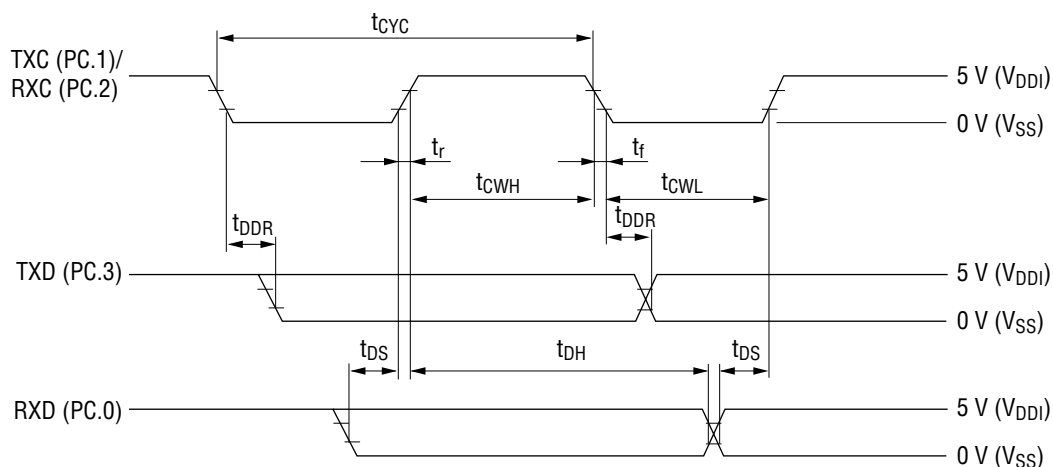 tCYC
TXC (PC.1)/
RXC (PC.2)
5 V (VDDI)
0 V (VSS)
tr
tf
tCWH
tCWL
tDDR
tDDR
TXD (PC.3)
5 V (VDDI)
0 V (VSS)
tDS
tDH
tDS
RXD (PC.0)
5 V (VDDI)
0 V (VSS)